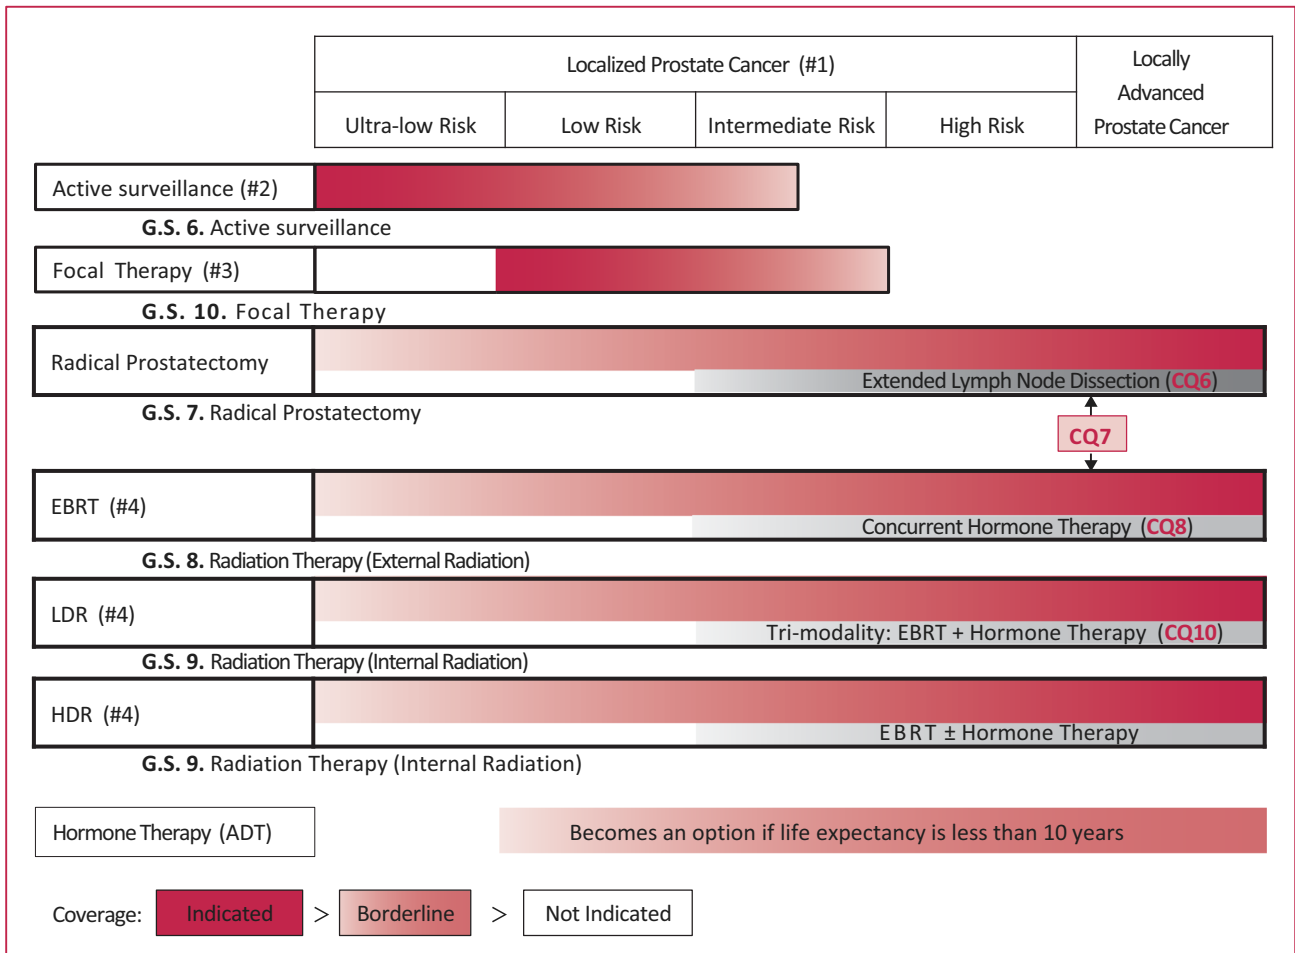 Localized Prostate Cancer (#1)
Locally
Advanced
Prostate Cancer
Ultra-low Risk
Low Risk
Intermediate Risk
High Risk
Active surveillance (#2)
G.S. 6. Active surveillance
Focal Therapy (#3)
G.S. 10. Focal Therapy
Radical Prostatectomy
Extended Lymph Node Dissection (CQ6)
G.S. 7. Radical Prostatectomy
CQ7
EBRT (#4)
Concurrent Hormone Therapy (CQ8)
G.S. 8. Radiation Therapy (External Radiation)
LDR (#4)
Tri-modality: EBRT + Hormone Therapy (CQ10)
G.S. 9. Radiation Therapy (Internal Radiation)
HDR (#4)
EBRT ± Hormone Therapy
G.S. 9. Radiation Therapy (Internal Radiation)
Hormone Therapy (ADT)
Becomes an option if life expectancy is less than 10 years
Coverage: Indicated > Borderline > Not Indicated